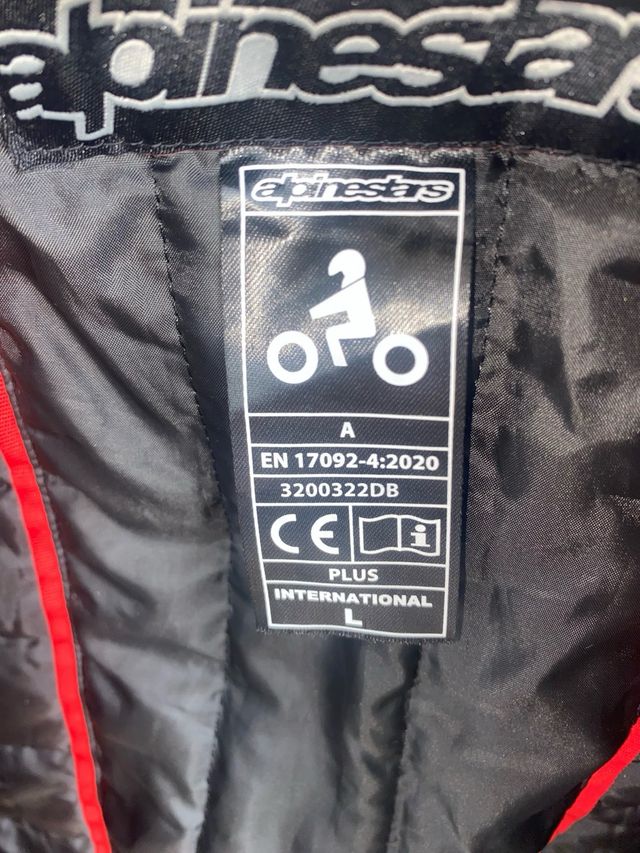 alpinestars
alpinestars
A
EN 17092-4:2020
3200322DB
CE
i
PLUS
INTERNATIONAL
L